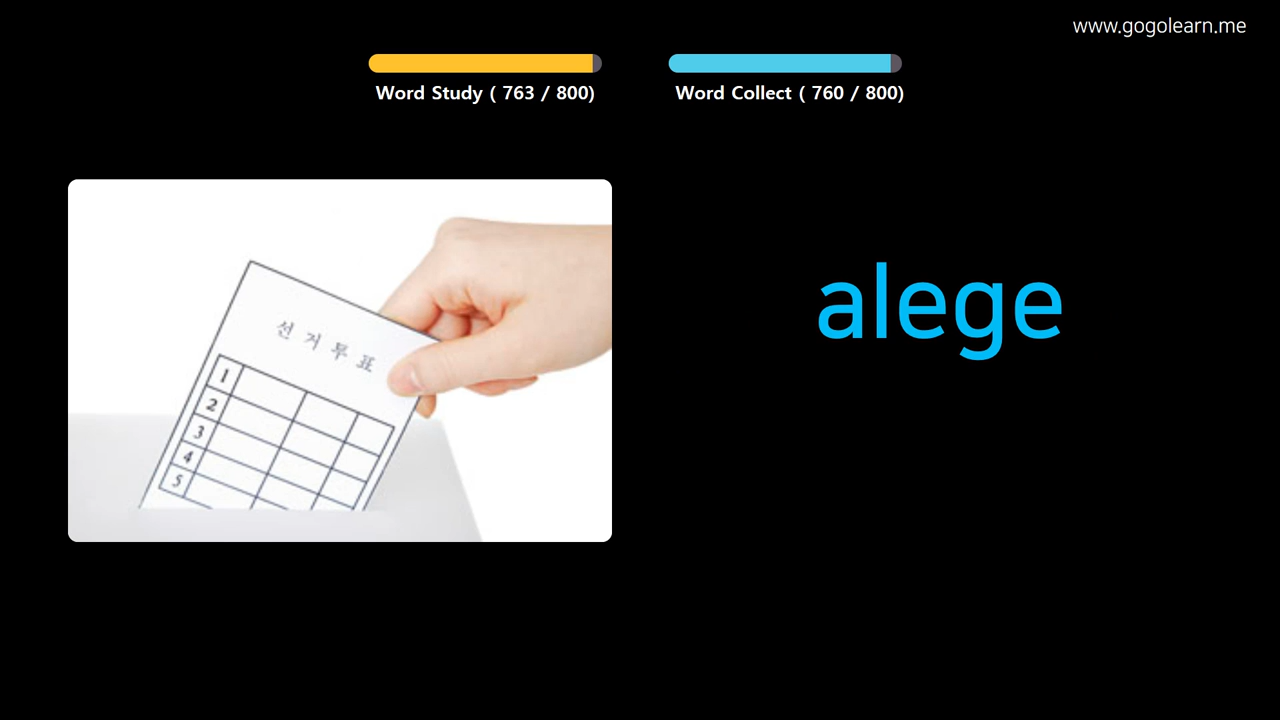 www.gogolearn.me
Word Study ( 763 / 800)
Word Collect ( 760 / 800)
선거투표
1
2
3
4
5
alege